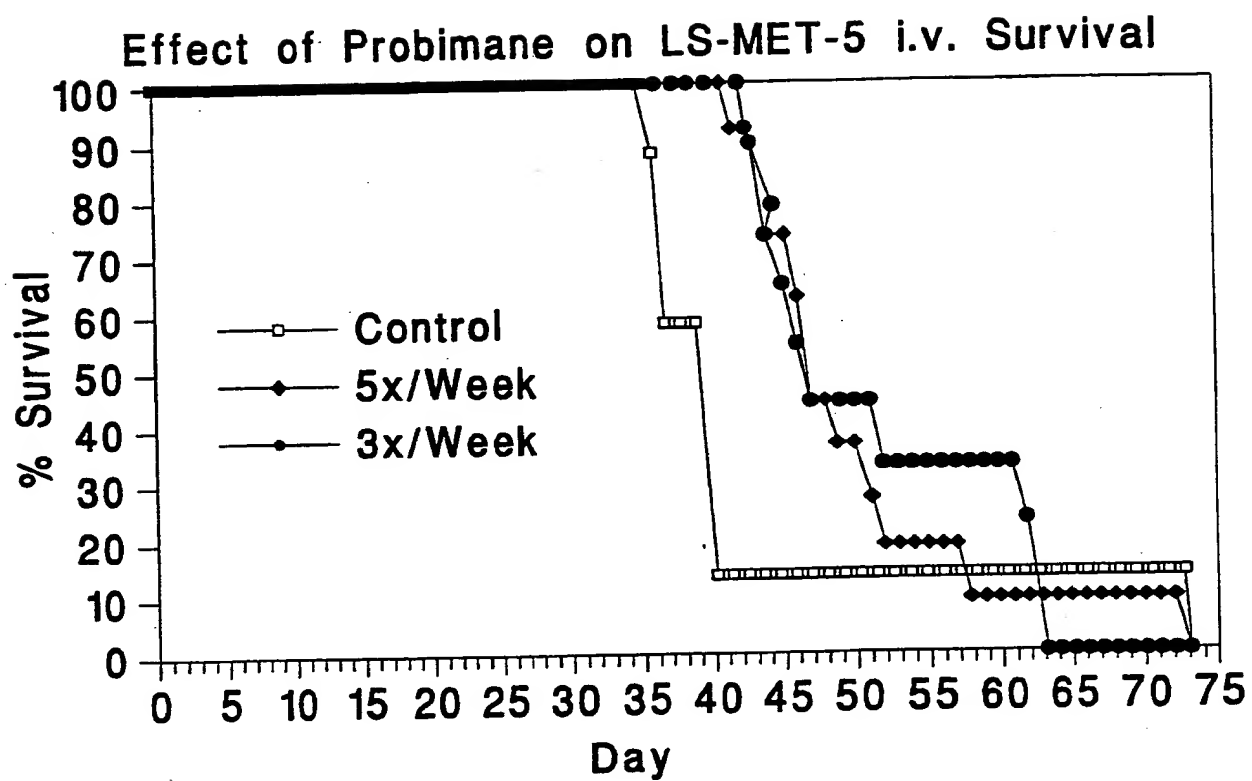 Effect of Probimane on LS-MET-5 i.v. Survival
100
90
80
70
60
50
40
30
20
10
0
% Survival
Control
5x/Week
3x/Week
0 5 10 15 20 25 30 35 40 45 50 55 60 65 70 75
Day